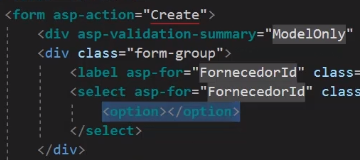 <form asp-action="Create">
<div asp-validation-summary="ModelOnly"
<div class="form-group">
<label asp-for="FornecedorId" class=
<select asp-for="FornecedorId" class=
<option></option>
</select>
</div>